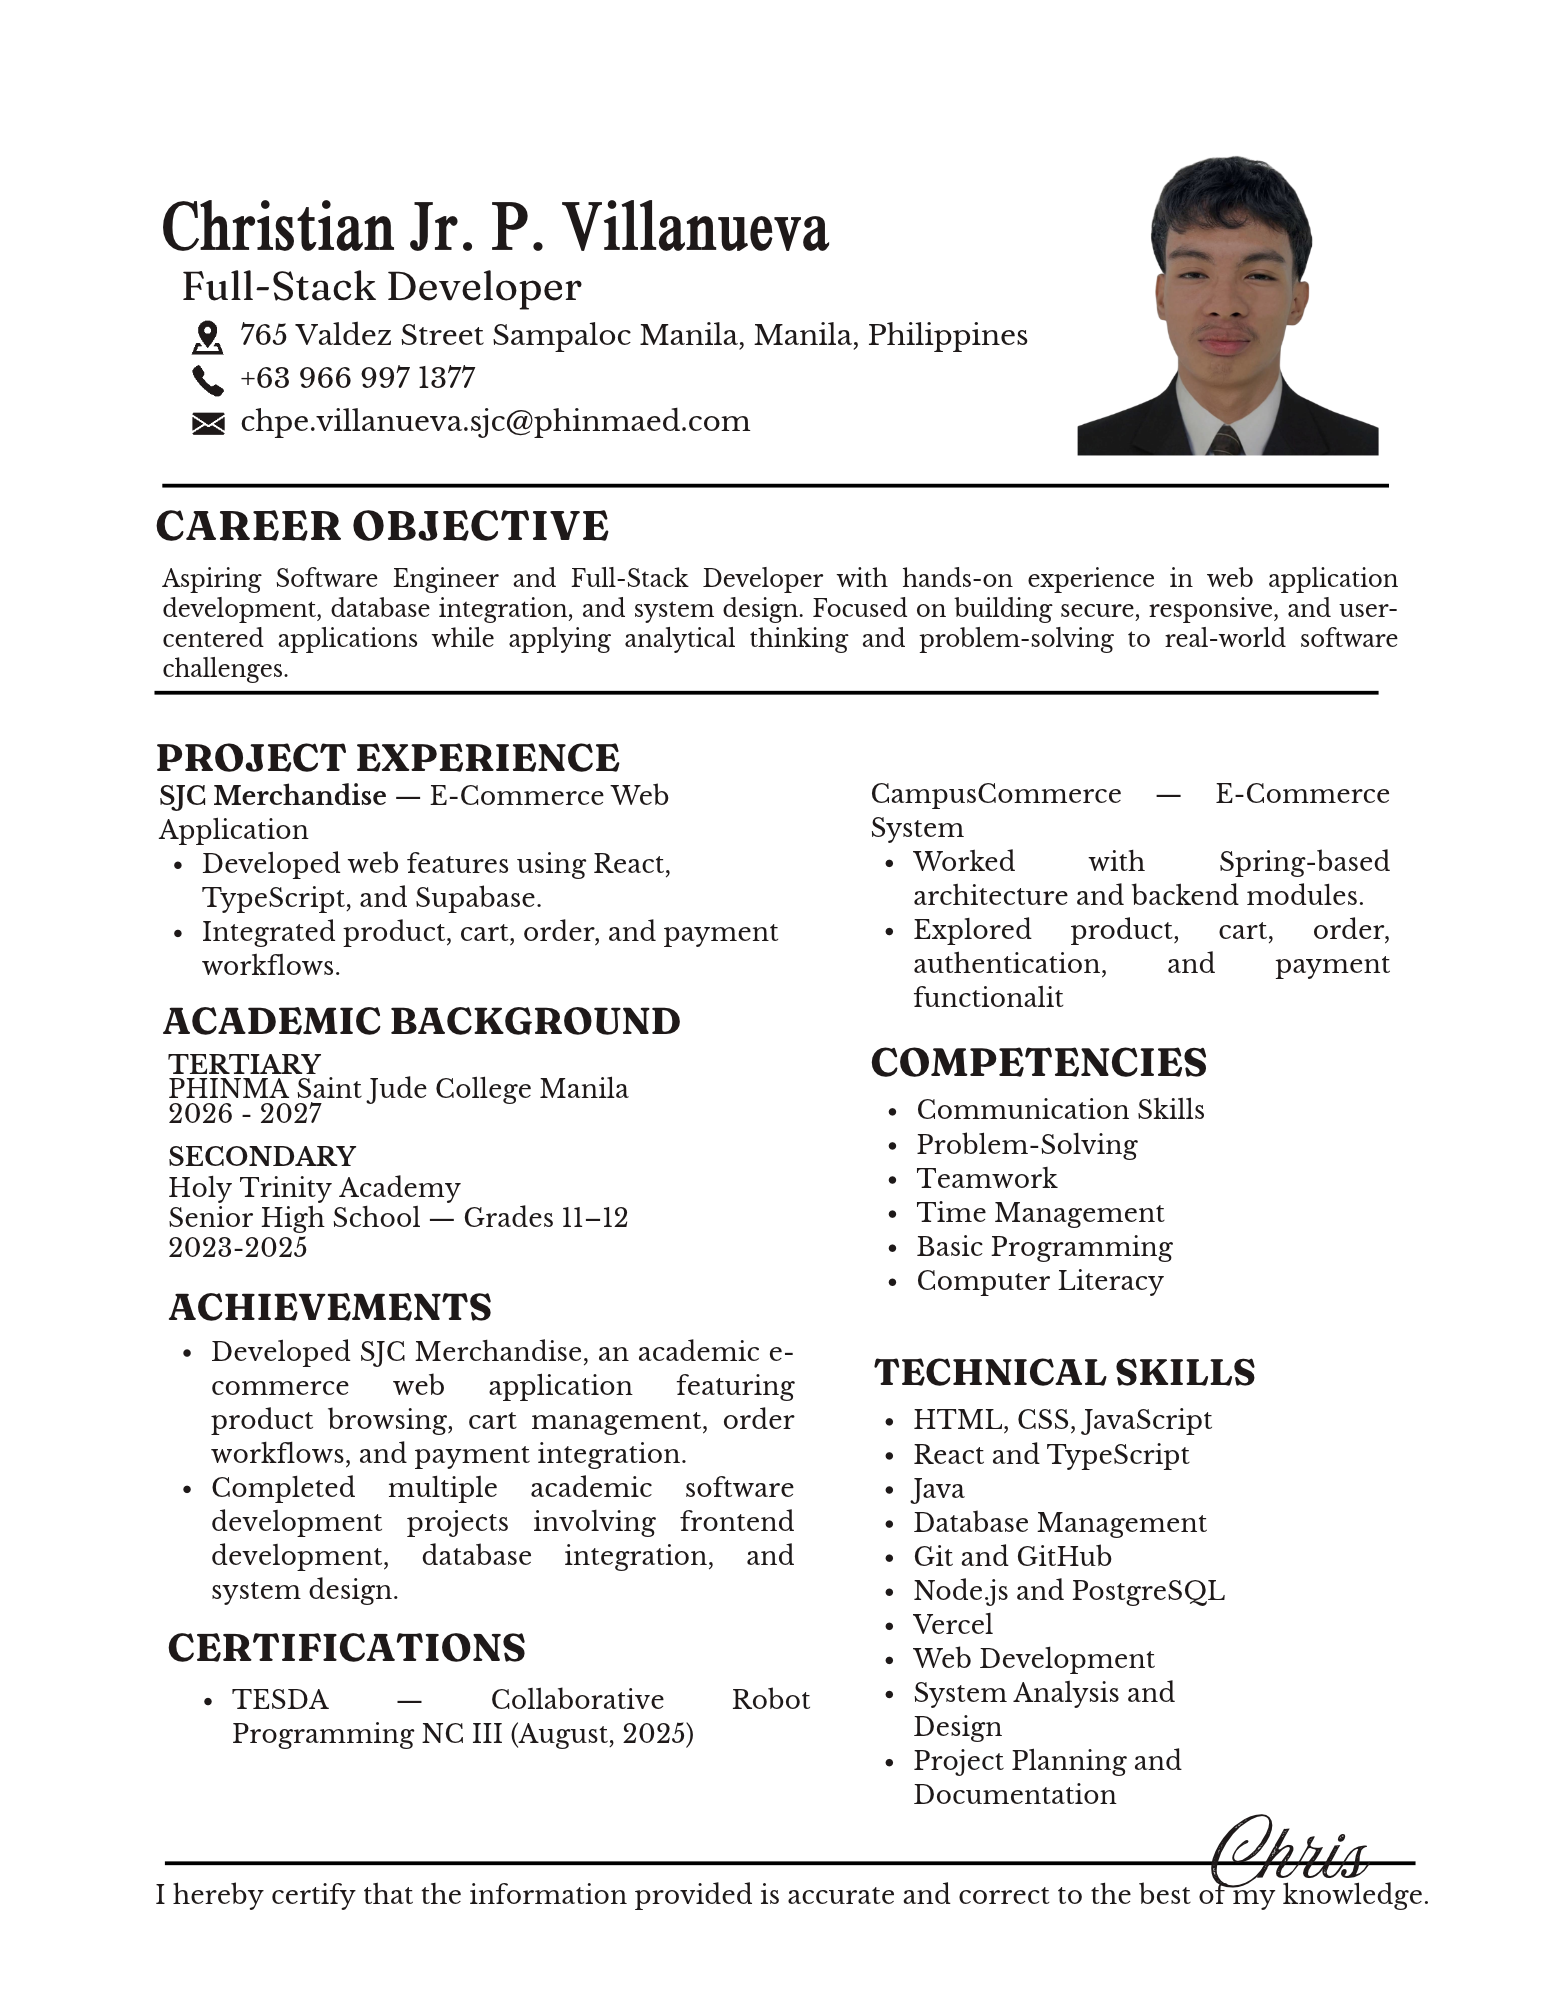 Christian Jr. P. Villanueva
Full-Stack Developer
765 Valdez Street Sampaloc Manila, Manila, Philippines
+63 966 997 1377
chpe.villanueva.sjc@phinmaed.com
CAREER OBJECTIVE
Aspiring Software Engineer and Full-Stack Developer with hands-on experience in web application
development, database integration, and system design. Focused on building secure, responsive, and user-
centered applications while applying analytical thinking and problem-solving to real-world software
challenges.
PROJECT EXPERIENCE
SJC Merchandise — E-Commerce Web
Application
• Developed web features using React,
TypeScript, and Supabase.
• Integrated product, cart, order, and payment
workflows.
ACADEMIC BACKGROUND
TERTIARY
PHINMA Saint Jude College Manila
2026 - 2027
SECONDARY
Holy Trinity Academy
Senior High School — Grades 11–12
2023-2025
ACHIEVEMENTS
• Developed SJC Merchandise, an academic e-
commerce web application featuring
product browsing, cart management, order
workflows, and payment integration.
• Completed multiple academic software
development projects involving frontend
development, database integration, and
system design.
CERTIFICATIONS
• TESDA — Collaborative Robot
Programming NC III (August, 2025)
CampusCommerce — E-Commerce
System
• Worked with Spring-based
architecture and backend modules.
• Explored product, cart, order,
authentication, and payment
functionalit
COMPETENCIES
• Communication Skills
• Problem-Solving
• Teamwork
• Time Management
• Basic Programming
• Computer Literacy
TECHNICAL SKILLS
• HTML, CSS, JavaScript
• React and TypeScript
• Java
• Database Management
• Git and GitHub
• Node.js and PostgreSQL
• Vercel
• Web Development
• System Analysis and
Design
• Project Planning and
Documentation
Chris
I hereby certify that the information provided is accurate and correct to the best of my knowledge.